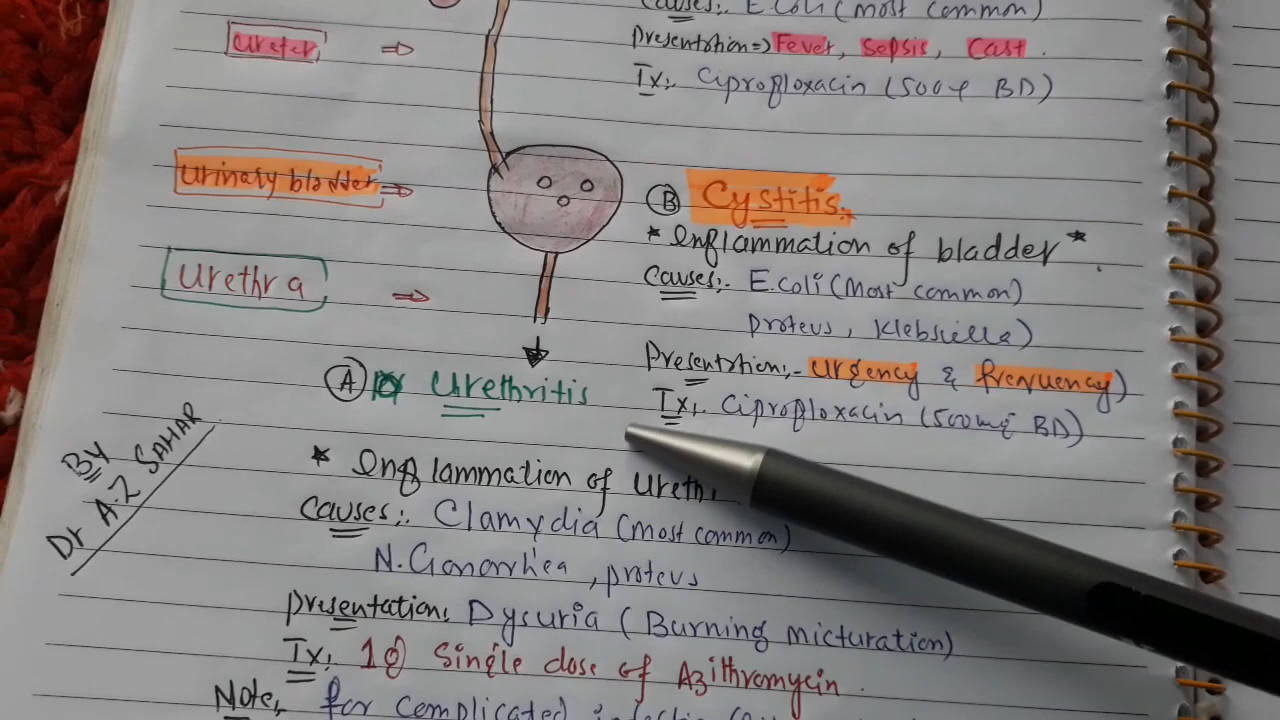 Causes:. E.Coli (most common)
Presentation=> Fever, Sepsis, Cast.
Ureter,
Tx:. Ciprofloxacin (500g BD)
Urinary bladder
B Cystitis.
* Inflammation of bladder *
Causes:. E.coli (Most common)
Proteus, Klebsiella)
Urethra
Presentation,- Urgency & frequency)
Tx:. Ciprofloxacin (500mg BD)
A Urethritis
* Inflammation of Ureth
Causes:. Clamydia (most common)
N.Gonorrhea, proteus
Presentation, Dysuria (Burning micturation)
Tx:. 1g Single dose of Azithromycin.
Note, for complicated
By
Dr A.Z SAHAR